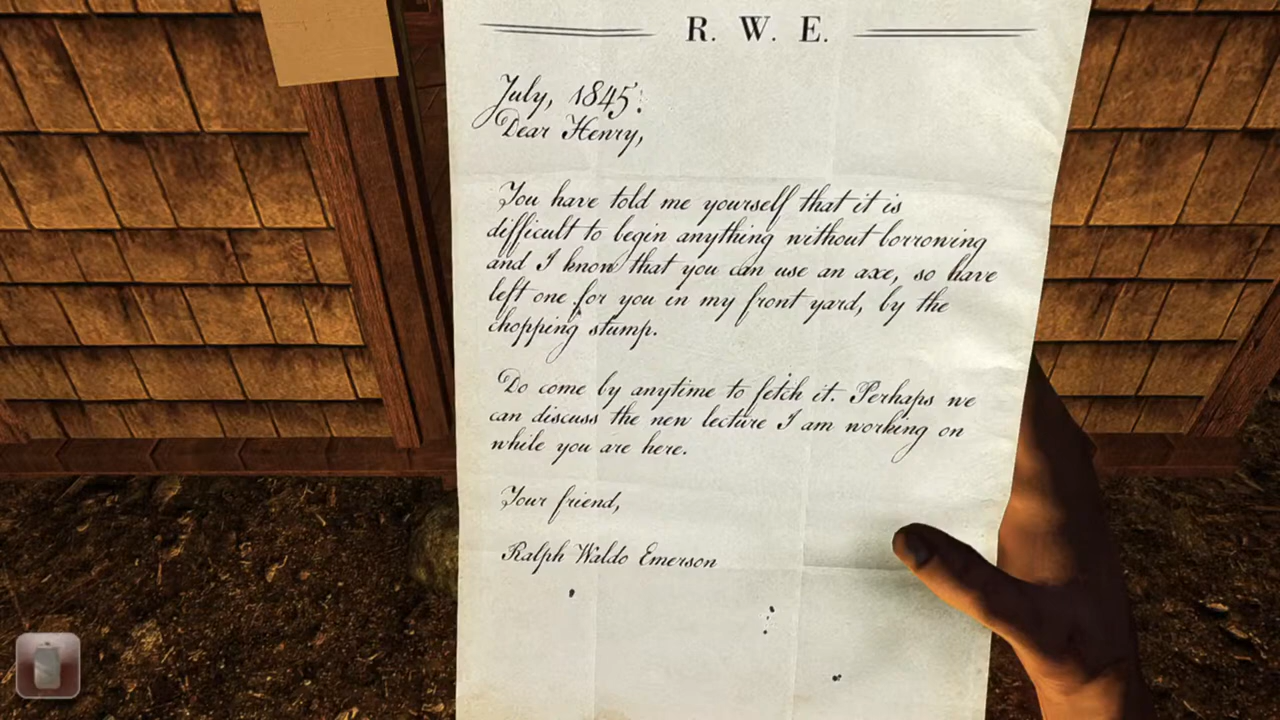 R. W. E.
July, 1845:
Dear Henry,
You have told me yourself that it is
difficult to begin anything without borrowing
and I know that you can use an axe, so have
left one for you in my front yard, by the
chopping stump.
Do come by anytime to fetch it. Perhaps we
can discuss the new lecture I am working on
while you are here.
Your friend,
Ralph Waldo Emerson